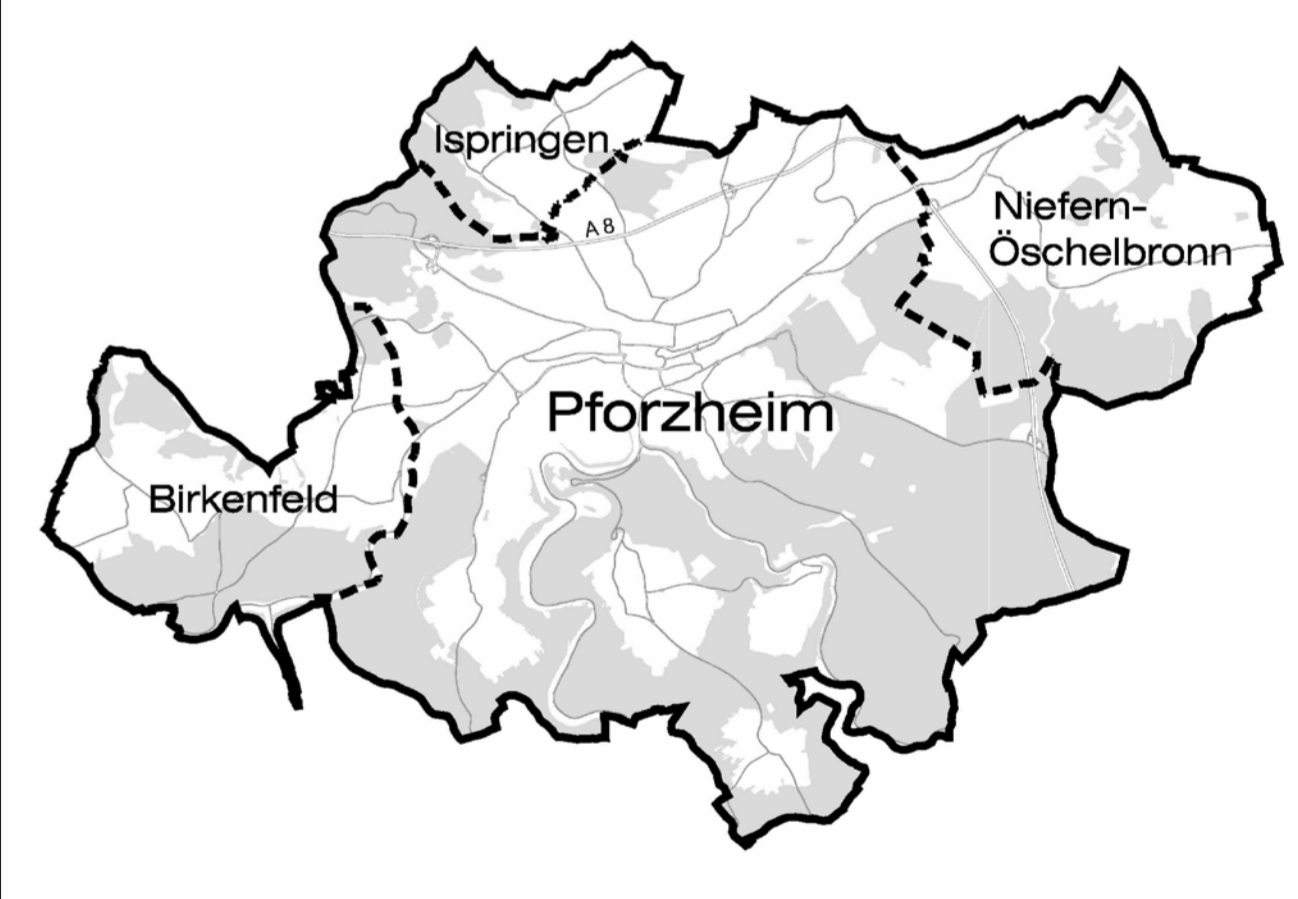 Ispringen
A 8
Niefern-
Öschelbronn
Pforzheim
Birkenfeld